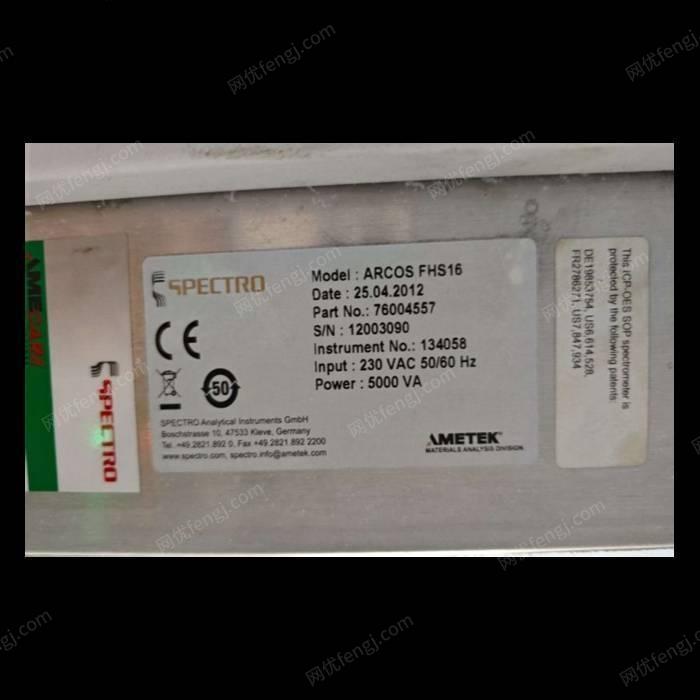 SPECTRO
Model : ARCOS FHS16
Date : 25.04.2012
Part No.: 76004557
S/N : 12003090
Instrument No.: 134058
Input : 230 VAC 50/60 Hz
Power : 5000 VA
CE
50
SPECTRO Analytical Instruments GmbH
Boschstrasse 10, 47533 Kleve, Germany
Tel. +49.2821.892 0, Fax +49.2821.892 2200
www.spectro.com, spectro.info@ametek.com
AMETEK®
MATERIALS ANALYSIS DIVISION
This ICP-OES SOP spectrometer is
protected by the following patents:
DE19853754, US6,614,528,
FR2786271, US7,847,934
SPECTRO
网优fengj.com